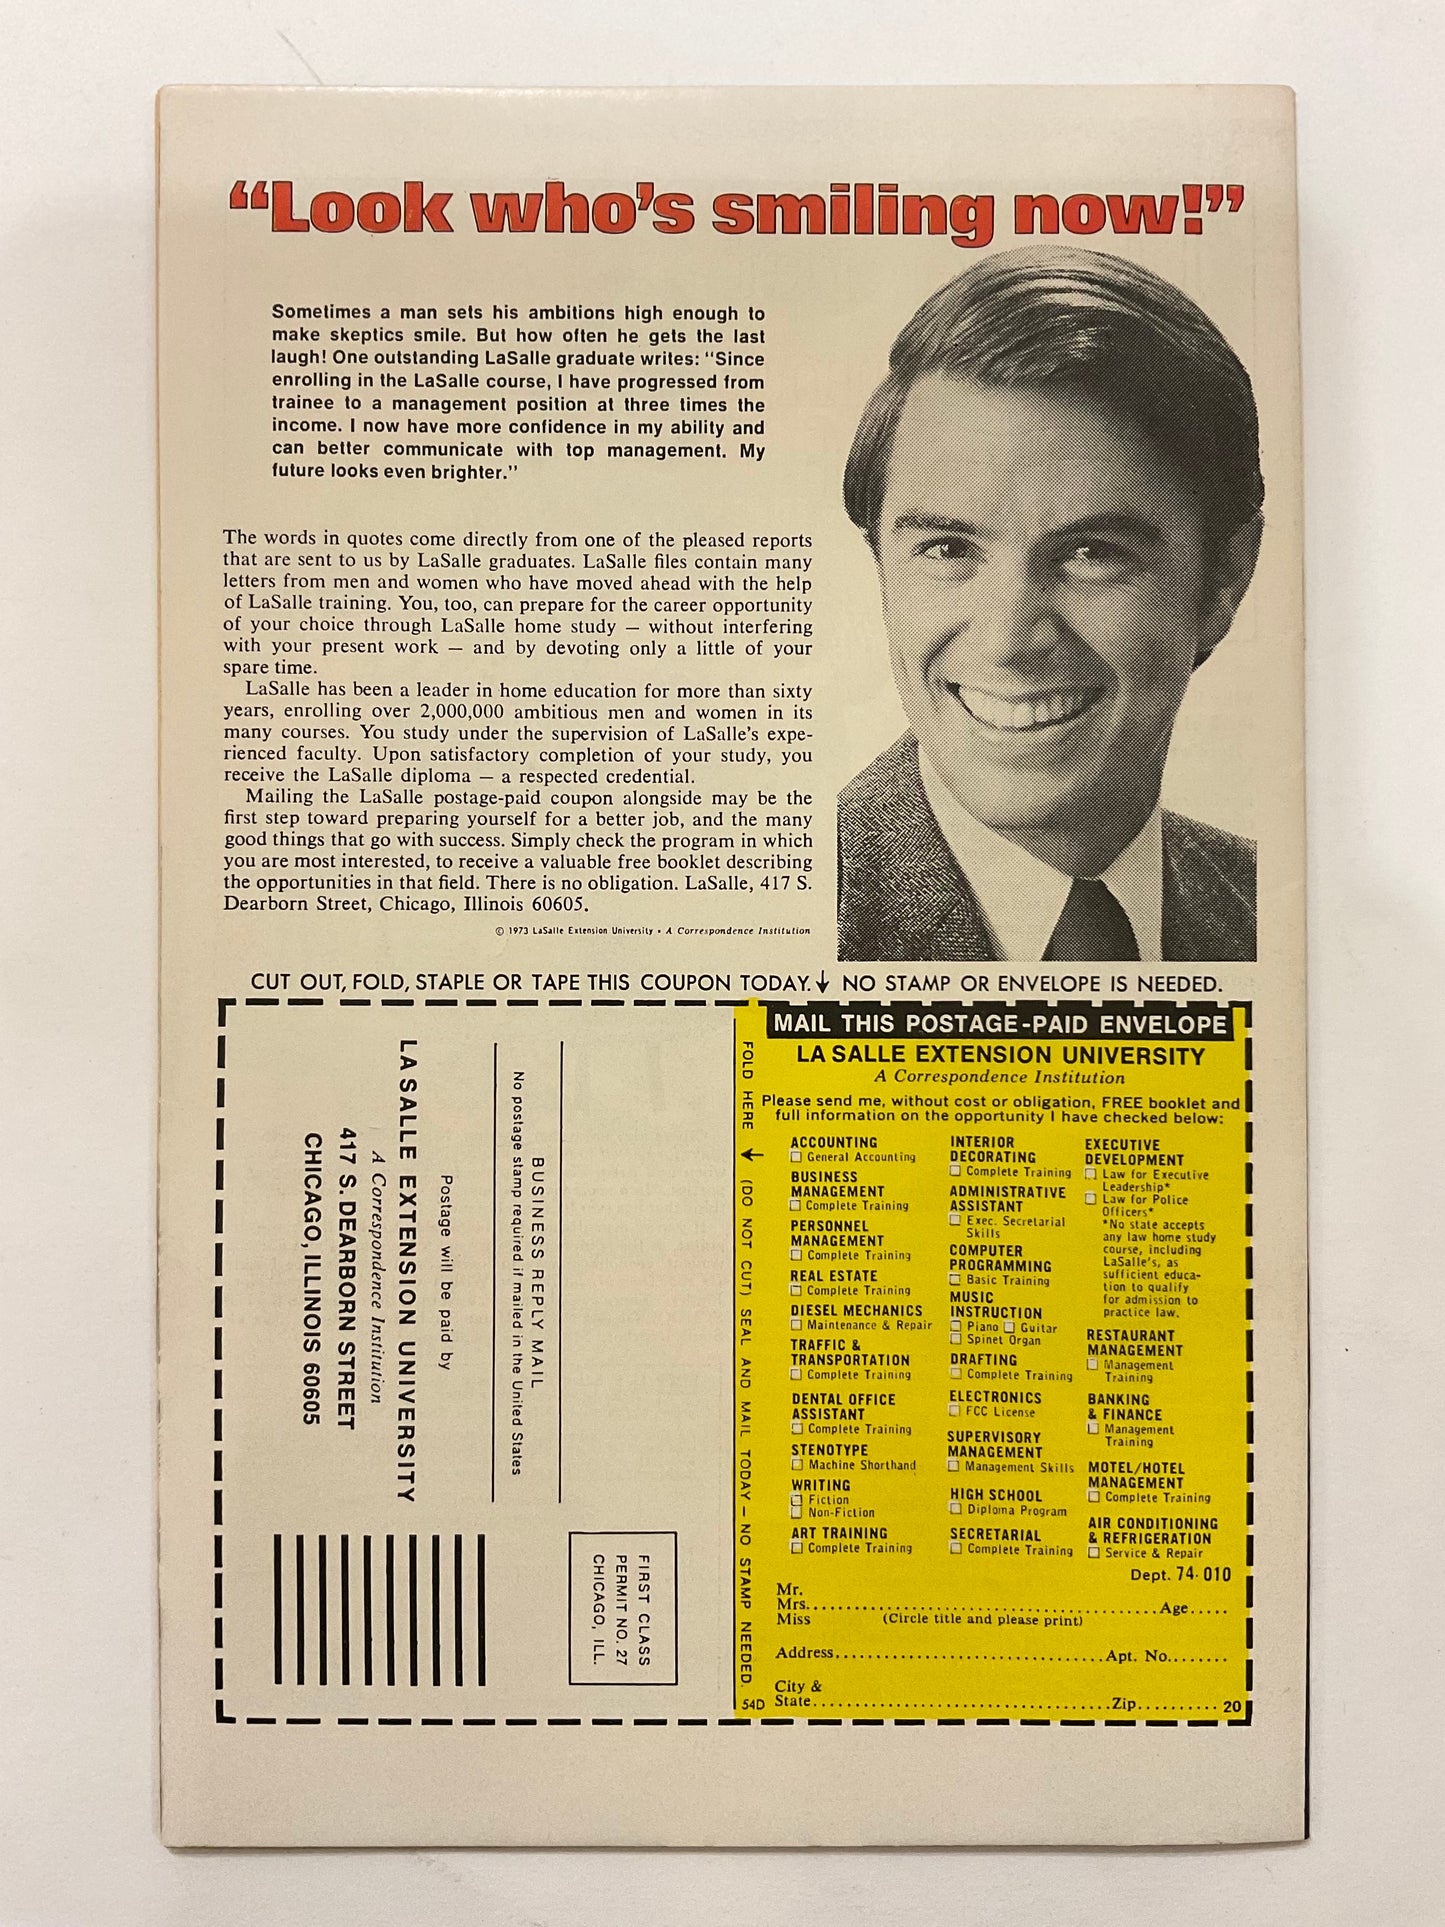 “Look who’s smiling now!”
Sometimes a man sets his ambitions high enough to
make skeptics smile. But how often he gets the last
laugh! One outstanding LaSalle graduate writes: “Since
enrolling in the LaSalle course, I have progressed from
trainee to a management position at three times the
income. I now have more confidence in my ability and
can better communicate with top management. My
future looks even brighter.”
The words in quotes come directly from one of the pleased reports
that are sent to us by LaSalle graduates. LaSalle files contain many
letters from men and women who have moved ahead with the help
of LaSalle training. You, too, can prepare for the career opportunity
of your choice through LaSalle home study — without interfering
with your present work — and by devoting only a little of your
spare time.
LaSalle has been a leader in home education for more than sixty
years, enrolling over 2,000,000 ambitious men and women in its
many courses. You study under the supervision of LaSalle’s expe-
rienced faculty. Upon satisfactory completion of your study, you
receive the LaSalle diploma — a respected credential.
Mailing the LaSalle postage-paid coupon alongside may be the
first step toward preparing yourself for a better job, and the many
good things that go with success. Simply check the program in which
you are most interested, to receive a valuable free booklet describing
the opportunities in that field. There is no obligation. LaSalle, 417 S.
Dearborn Street, Chicago, Illinois 60605.
© 1973 LaSalle Extension University • A Correspondence Institution
CUT OUT, FOLD, STAPLE OR TAPE THIS COUPON TODAY. ↓ NO STAMP OR ENVELOPE IS NEEDED.
FIRST CLASS
PERMIT NO. 27
CHICAGO, ILL.
BUSINESS REPLY MAIL
No postage stamp required if mailed in the United States
Postage will be paid by
LA SALLE EXTENSION UNIVERSITY
A Correspondence Institution
417 S. DEARBORN STREET
CHICAGO, ILLINOIS 60605
FOLD HERE ← (DO NOT CUT) SEAL AND MAIL TODAY — NO STAMP NEEDED.
54D
MAIL THIS POSTAGE-PAID ENVELOPE
LA SALLE EXTENSION UNIVERSITY
A Correspondence Institution
Please send me, without cost or obligation, FREE booklet and
full information on the opportunity I have checked below:
ACCOUNTING
☐ General Accounting
BUSINESS
MANAGEMENT
☐ Complete Training
PERSONNEL
MANAGEMENT
☐ Complete Training
REAL ESTATE
☐ Complete Training
DIESEL MECHANICS
☐ Maintenance & Repair
TRAFFIC &
TRANSPORTATION
☐ Complete Training
DENTAL OFFICE
ASSISTANT
☐ Complete Training
STENOTYPE
☐ Machine Shorthand
WRITING
☐ Fiction
☐ Non-Fiction
ART TRAINING
☐ Complete Training
INTERIOR
DECORATING
☐ Complete Training
ADMINISTRATIVE
ASSISTANT
☐ Exec. Secretarial
Skills
COMPUTER
PROGRAMMING
☐ Basic Training
MUSIC
INSTRUCTION
☐ Piano ☐ Guitar
☐ Spinet Organ
DRAFTING
☐ Complete Training
ELECTRONICS
☐ FCC License
SUPERVISORY
MANAGEMENT
☐ Management Skills
HIGH SCHOOL
☐ Diploma Program
SECRETARIAL
☐ Complete Training
EXECUTIVE
DEVELOPMENT
☐ Law for Executive
Leadership*
☐ Law for Police
Officers*
*No state accepts
any law home study
course, including
LaSalle’s, as
sufficient educa-
tion to qualify
for admission to
practice law.
RESTAURANT
MANAGEMENT
☐ Management
Training
BANKING
& FINANCE
☐ Management
Training
MOTEL/HOTEL
MANAGEMENT
☐ Complete Training
AIR CONDITIONING
& REFRIGERATION
☐ Service & Repair
Dept. 74-010
Mr.
Mrs. .......... Age.....
Miss (Circle title and please print)
Address .......... Apt. No........
City &
State .......... Zip.......... 20